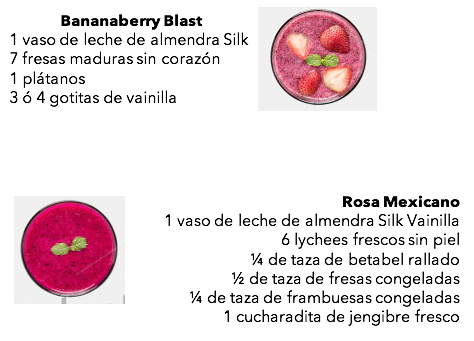 Bananaberry Blast
1 vaso de leche de almendra Silk
7 fresas maduras sin corazón
1 plátanos
3 ó 4 gotitas de vainilla
Rosa Mexicano
1 vaso de leche de almendra Silk Vainilla
6 lychees frescos sin piel
¼ de taza de betabel rallado
½ de taza de fresas congeladas
¼ de taza de frambuesas congeladas
1 cucharadita de jengibre fresco